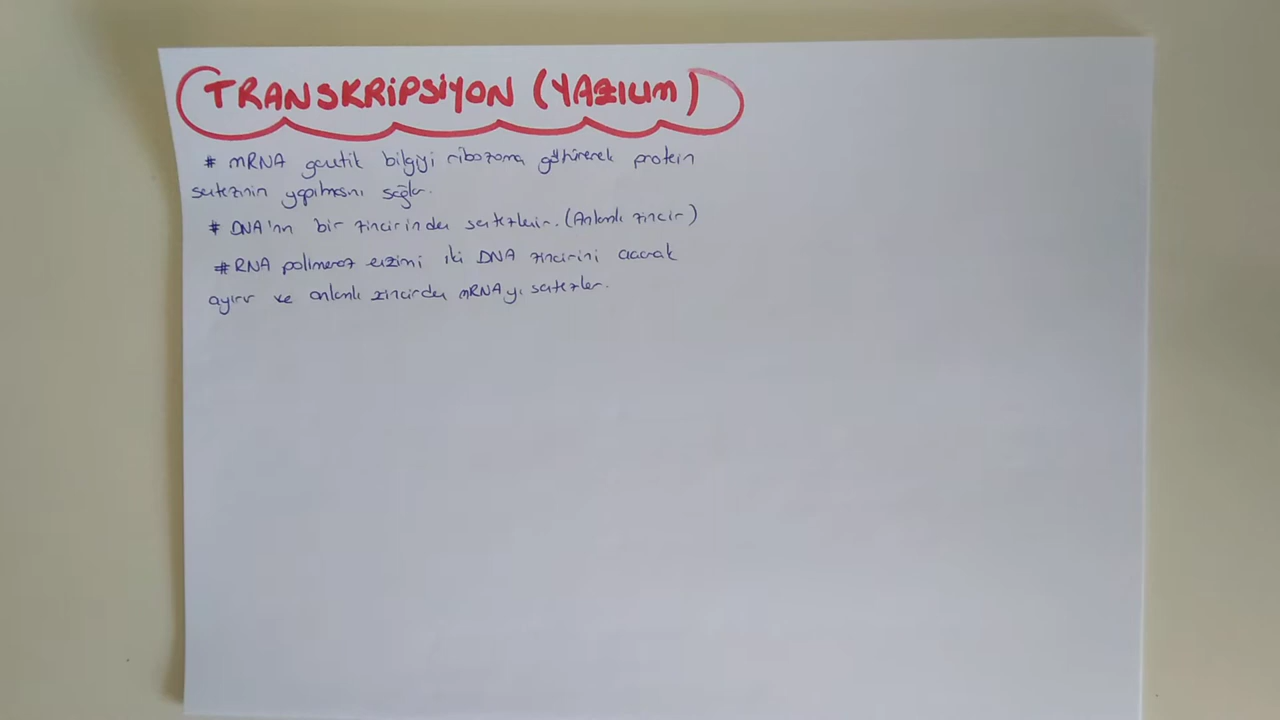 TRANSKRİPSİYON (YAZILIM)
# mRNA genetik bilgiyi ribozoma götürerek protein
sentezinin yapılmasını sağlar.
# DNA'nın bir zincirinden sentezlenir. (Anlamlı zincir)
# RNA polimeraz enzimi iki DNA zincirini açarak
ayırır ve anlamlı zincirden mRNA yı sentezler.